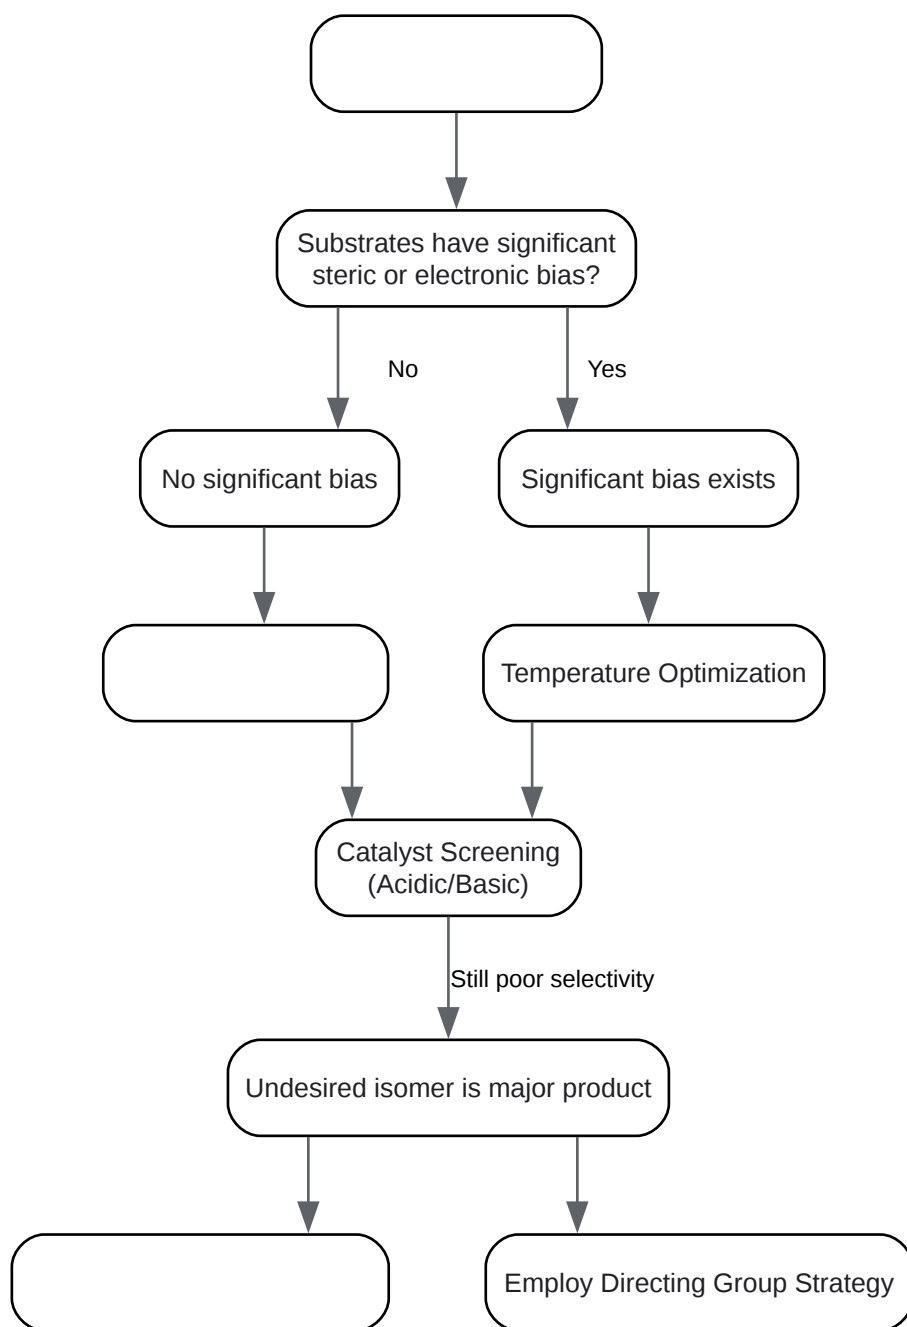 Substrates have significant
steric or electronic bias?
No
Yes
No significant bias
Significant bias exists
Temperature Optimization
Catalyst Screening
(Acidic/Basic)
Still poor selectivity
Undesired isomer is major product
Employ Directing Group Strategy